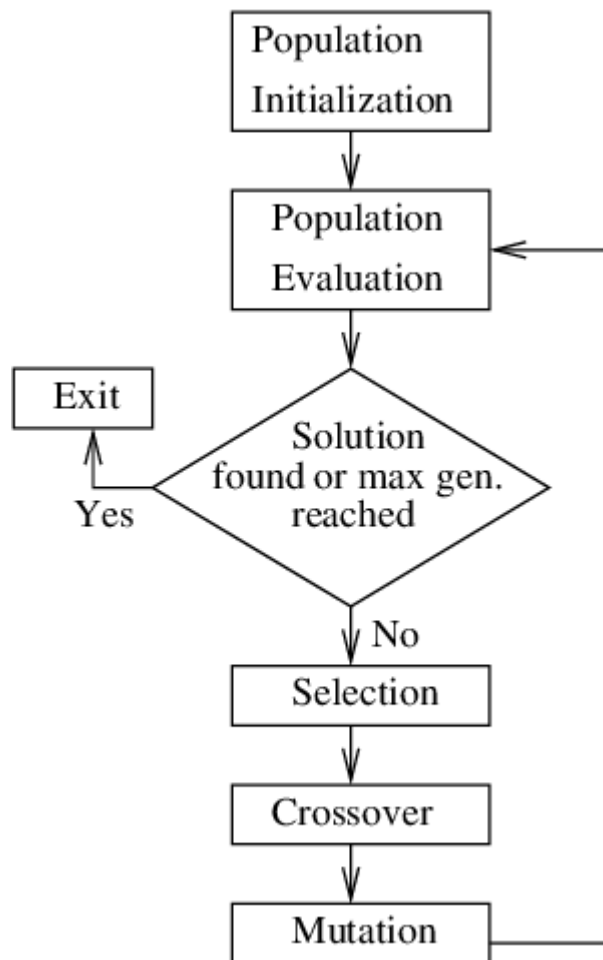 Population
Initialization
Population
Evaluation
Exit
Solution
found or max gen.
reached
Yes
No
Selection
Crossover
Mutation